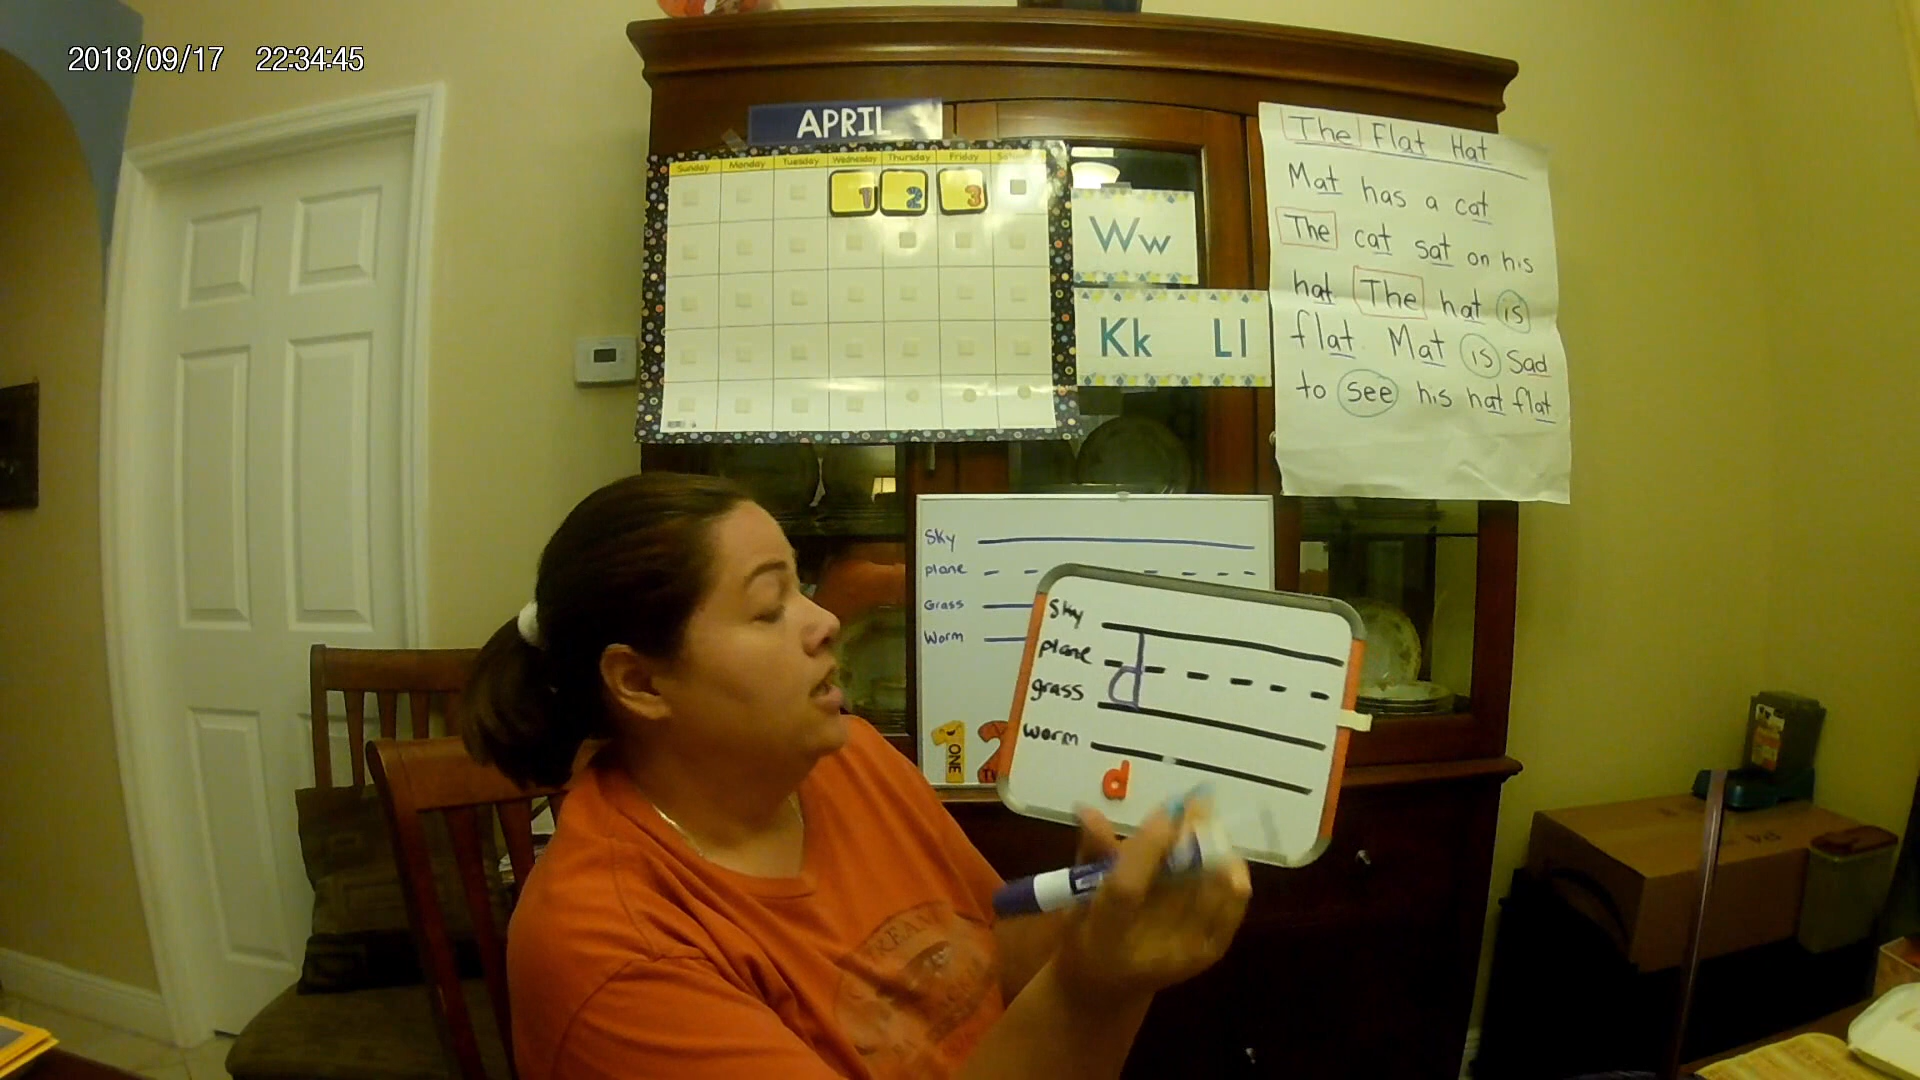 2018/09/17 22:34:45
APRIL
Sunday Monday Tuesday Wednesday Thursday Friday
1 2 3
Ww
Kk Ll
The Flat Hat
Mat has a cat
The cat sat on his
hat The hat is
flat. Mat is sad
to see his hat flat
Sky
plane
Grass
Worm
ONE
2
sky
plane
grass
worm
d
d